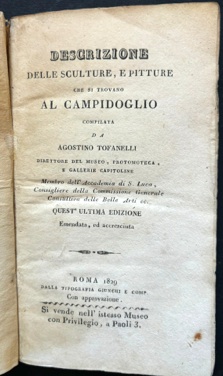 DESCRIZIONE
DELLE SCULTURE, E PITTURE
CHE SI TROVANO
AL CAMPIDOGLIO
COMPILATA
DA
AGOSTINO TOFANELLI
DIRETTORE DEL MUSEO, PROTOMOTECA,
E GALLERIE CAPITOLINE
Membro dell'Accademia di S. Luca,
Consigliere della Commissione Generale
Consultiva delle Belle Arti ec.
QUEST' ULTIMA EDIZIONE
Emendata, ed accresciuta
ROMA 1829
DALLA TIPOGRAFIA E COMP.
Con approvazione.
Si vende nell' istesso Museo
con Privilegio, a Paoli 3.